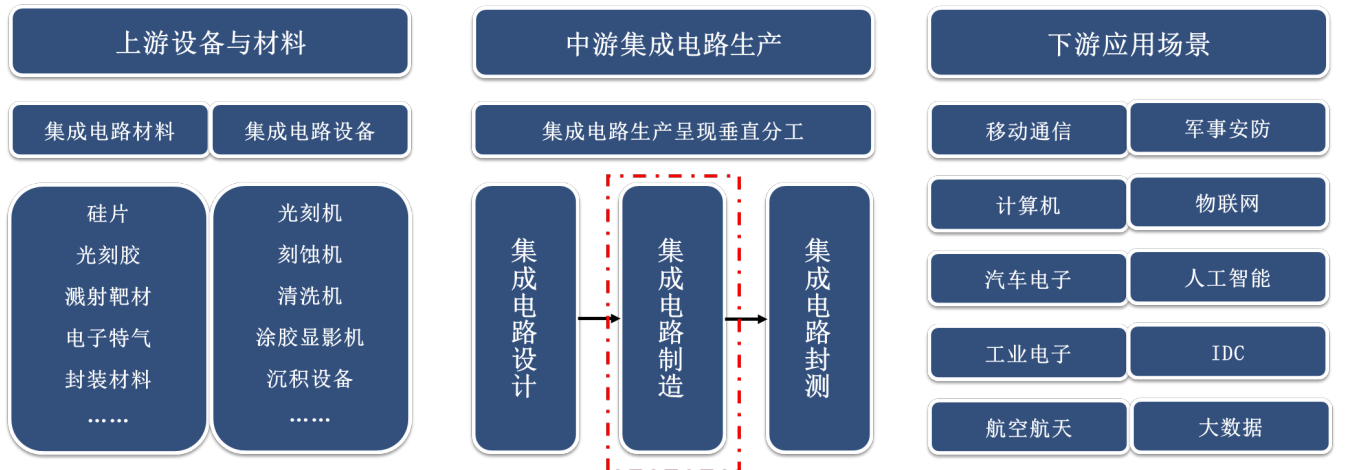 上游设备与材料
集成电路材料
集成电路设备
硅片
光刻胶
溅射靶材
电子特气
封装材料
……
光刻机
刻蚀机
清洗机
涂胶显影机
沉积设备
……
中游集成电路生产
集成电路生产呈现垂直分工
集成电路设计
集成电路制造
集成电路封测
下游应用场景
移动通信
军事安防
计算机
物联网
汽车电子
人工智能
工业电子
IDC
航空航天
大数据